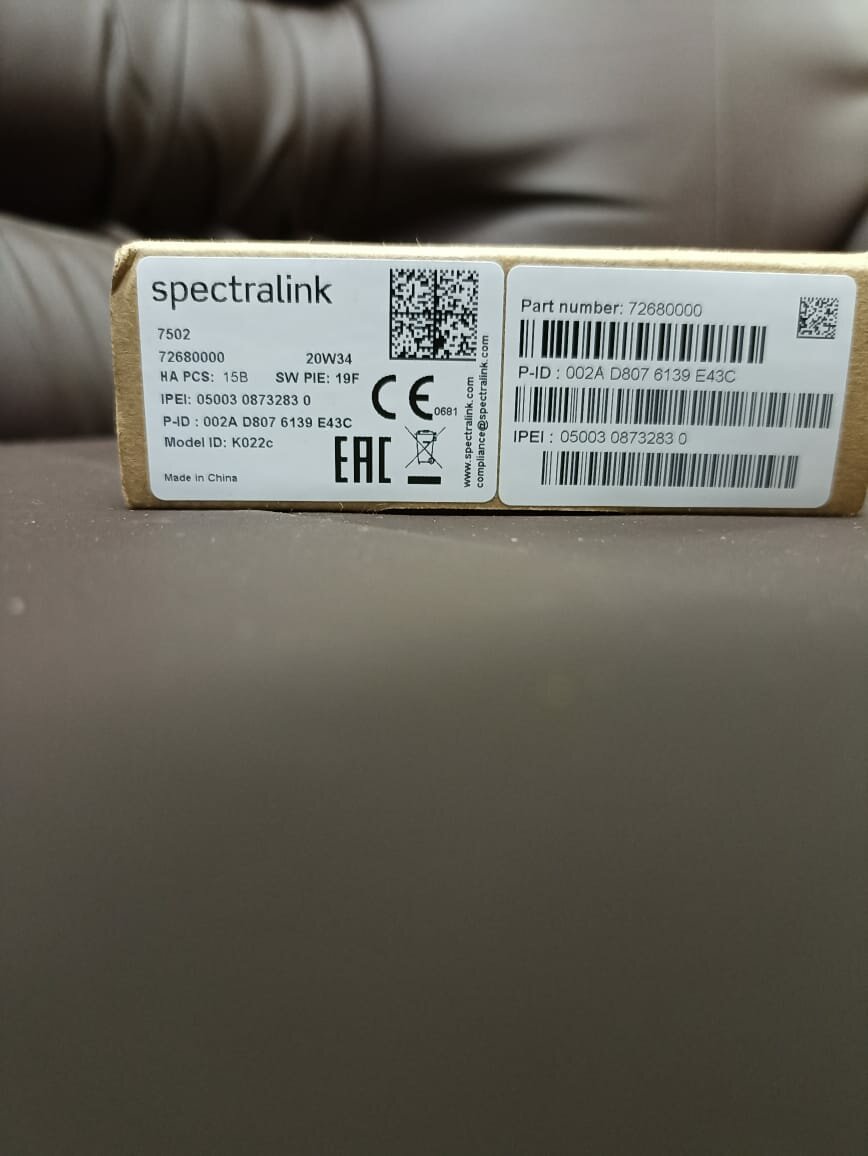 spectralink
7502
72680000 20W34
HA PCS: 15B SW PIE: 19F
IPEI: 05003 0873283 0
P-ID : 002A D807 6139 E43C
Model ID: K022c
Made in China
CE 0681
EAC
www.spectralink.com
compliance@spectralink.com
Part number: 72680000
P-ID : 002A D807 6139 E43C
IPEI : 05003 0873283 0